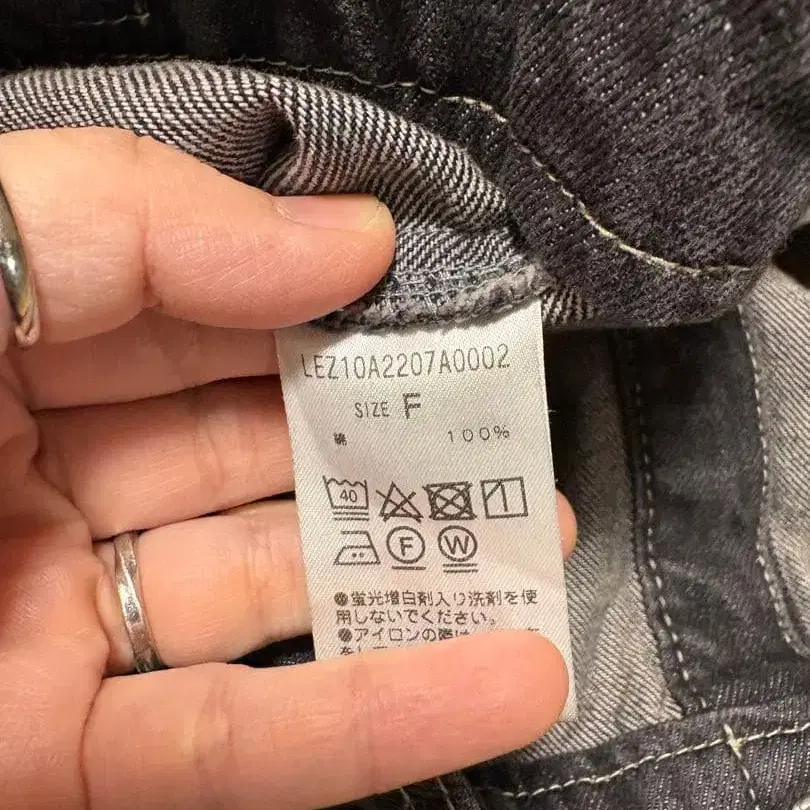 LEZ10A2207A0002
SIZE F
綿 100%
40
F W
●蛍光増白剤入り洗剤を使
用しないでください。
●アイロンの際は